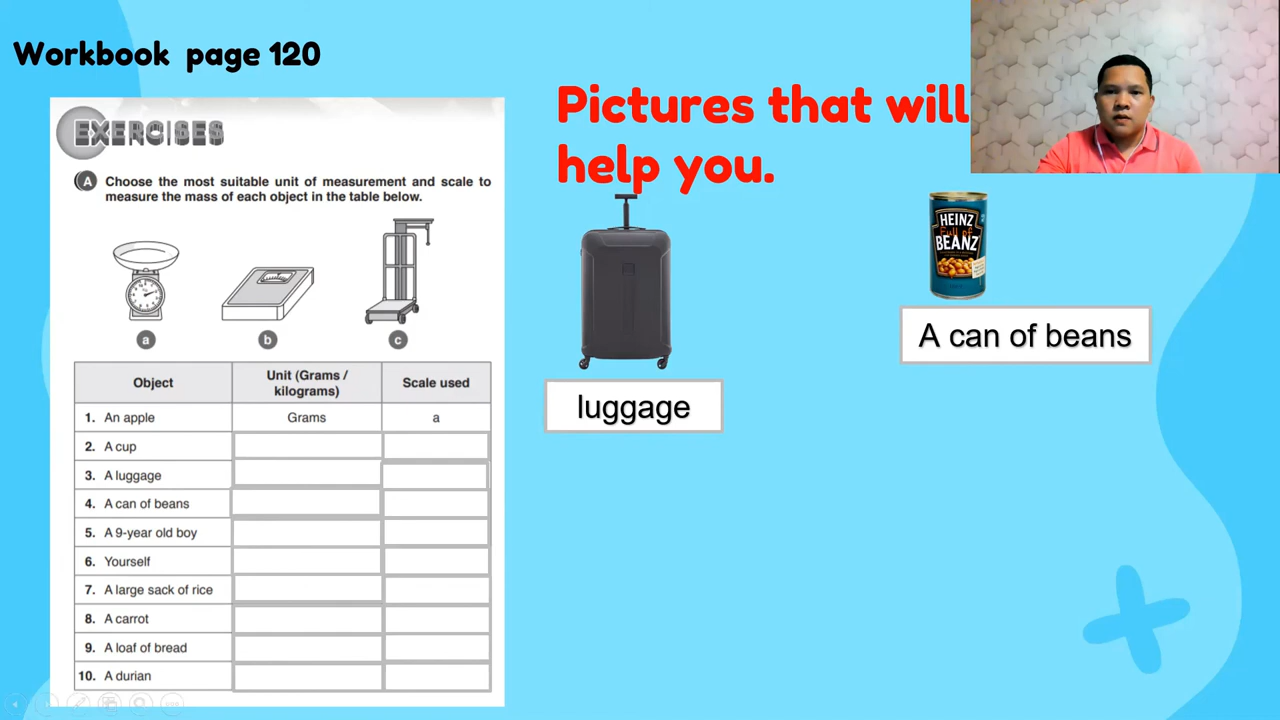 Workbook page 120
EXERCISES
A Choose the most suitable unit of measurement and scale to
measure the mass of each object in the table below.
a b c
Object Unit (Grams / kilograms) Scale used
1. An apple Grams a
2. A cup
3. A luggage
4. A can of beans
5. A 9-year old boy
6. Yourself
7. A large sack of rice
8. A carrot
9. A loaf of bread
10. A durian
Pictures that will
help you.
luggage
HEINZ
Full of
BEANZ
A can of beans